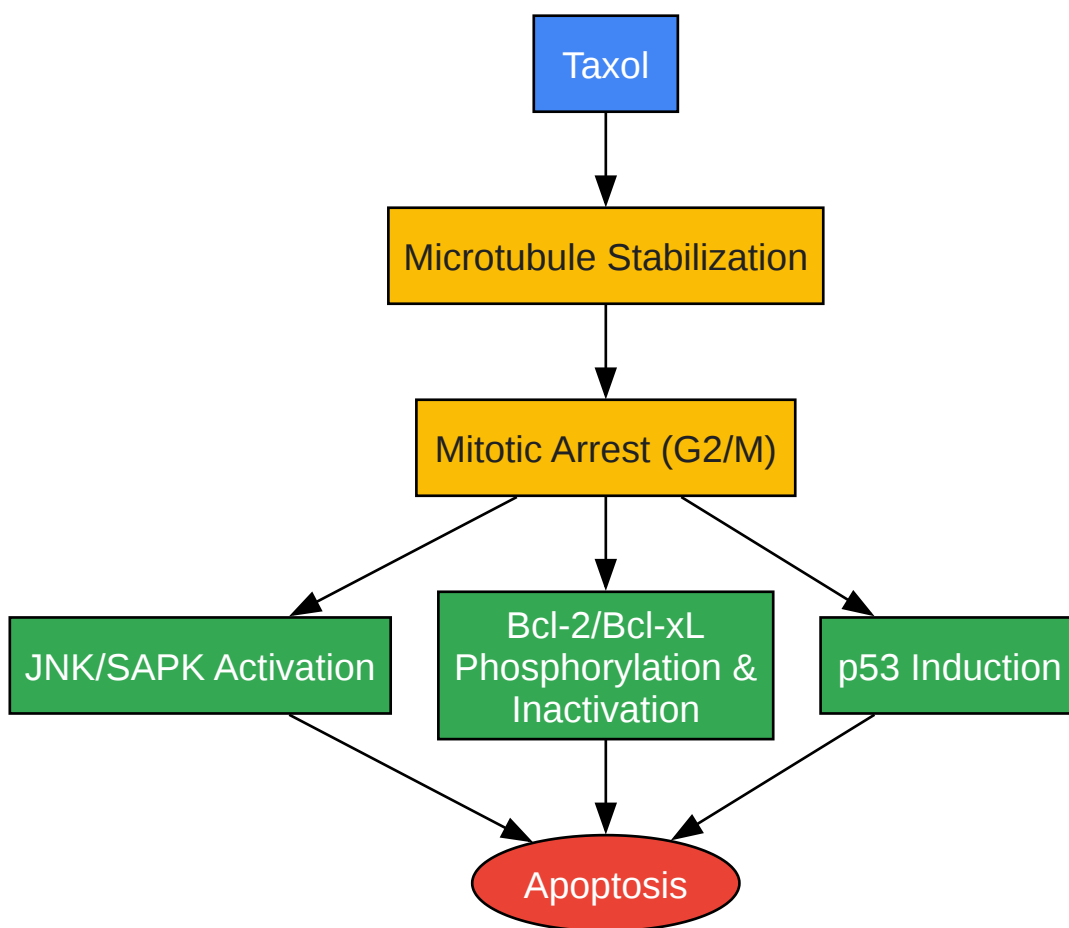 Taxol
Microtubule Stabilization
Mitotic Arrest (G2/M)
JNK/SAPK Activation
Bcl-2/Bcl-xL
Phosphorylation &
Inactivation
p53 Induction
Apoptosis